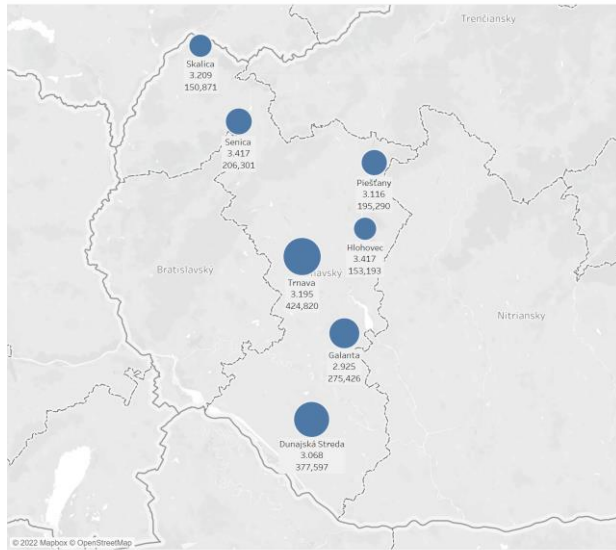 Trenčiansky
Skalica
3.209
150,871
Senica
3.417
206,301
Piešťany
3.116
195,290
Hlohovec
3.417
153,193
Bratislavský
Trnava
3.195
424,820
Nitriansky
Galanta
2.925
275,426
Dunajská Streda
3.068
377,597
© 2022 Mapbox © OpenStreetMap